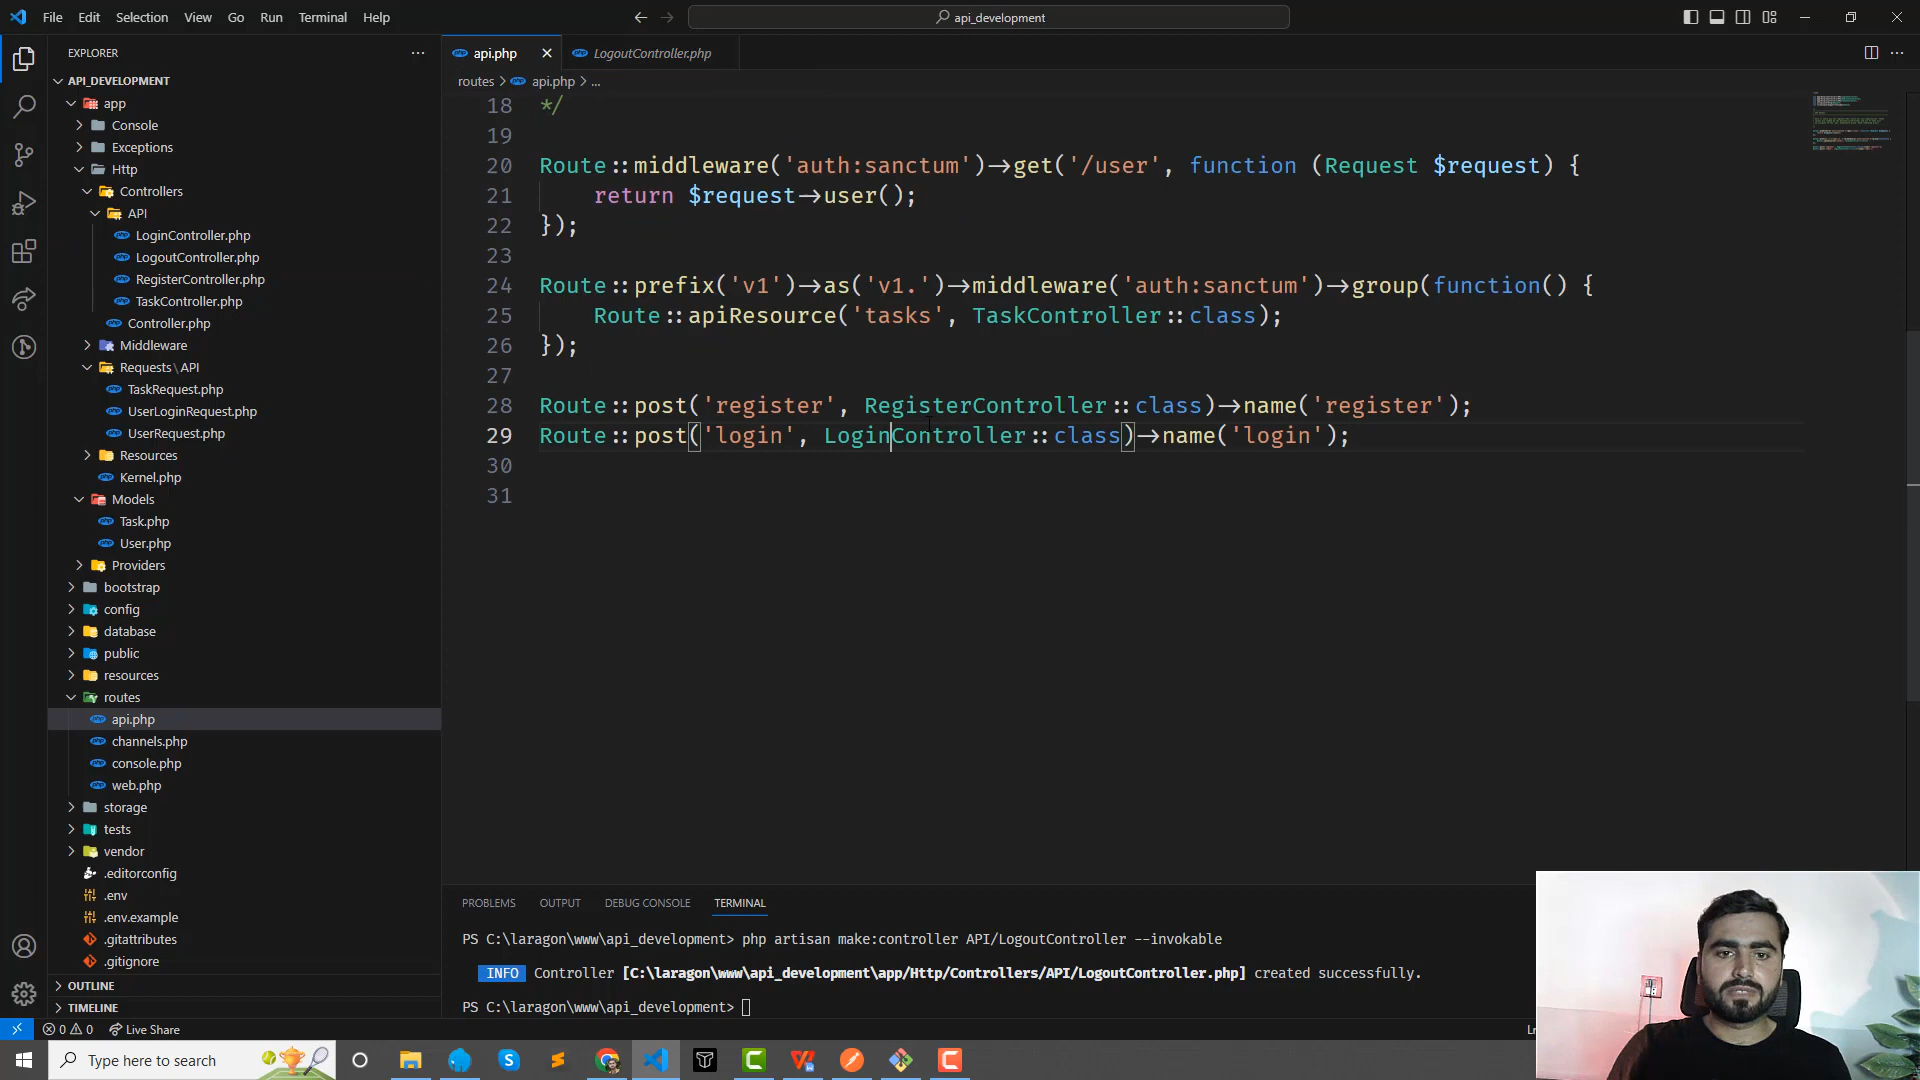 File Edit Selection View Go Run Terminal Help
api_development
EXPLORER
API_DEVELOPMENT
app
Console
Exceptions
Http
Controllers
API
LoginController.php
LogoutController.php
RegisterController.php
TaskController.php
Controller.php
Middleware
Requests\API
TaskRequest.php
UserLoginRequest.php
UserRequest.php
Resources
Kernel.php
Models
Task.php
User.php
Providers
bootstrap
config
database
public
resources
routes
api.php
channels.php
console.php
web.php
storage
tests
vendor
.editorconfig
.env
.env.example
.gitattributes
.gitignore
OUTLINE
TIMELINE
api.php LogoutController.php
routes > api.php > ...
18 */
19
20 Route::middleware('auth:sanctum')->get('/user', function (Request $request) {
21 return $request->user();
22 });
23
24 Route::prefix('v1')->as('v1.')->middleware('auth:sanctum')->group(function() {
25 Route::apiResource('tasks', TaskController::class);
26 });
27
28 Route::post('register', RegisterController::class)->name('register');
29 Route::post('login', LoginController::class)->name('login');
30
31
PROBLEMS OUTPUT DEBUG CONSOLE TERMINAL
PS C:\laragon\www\api_development> php artisan make:controller API/LogoutController --invokable
INFO Controller [C:\laragon\www\api_development\app/Http/Controllers/API/LogoutController.php] created successfully.
PS C:\laragon\www\api_development>
0 0 Live Share
Type here to search